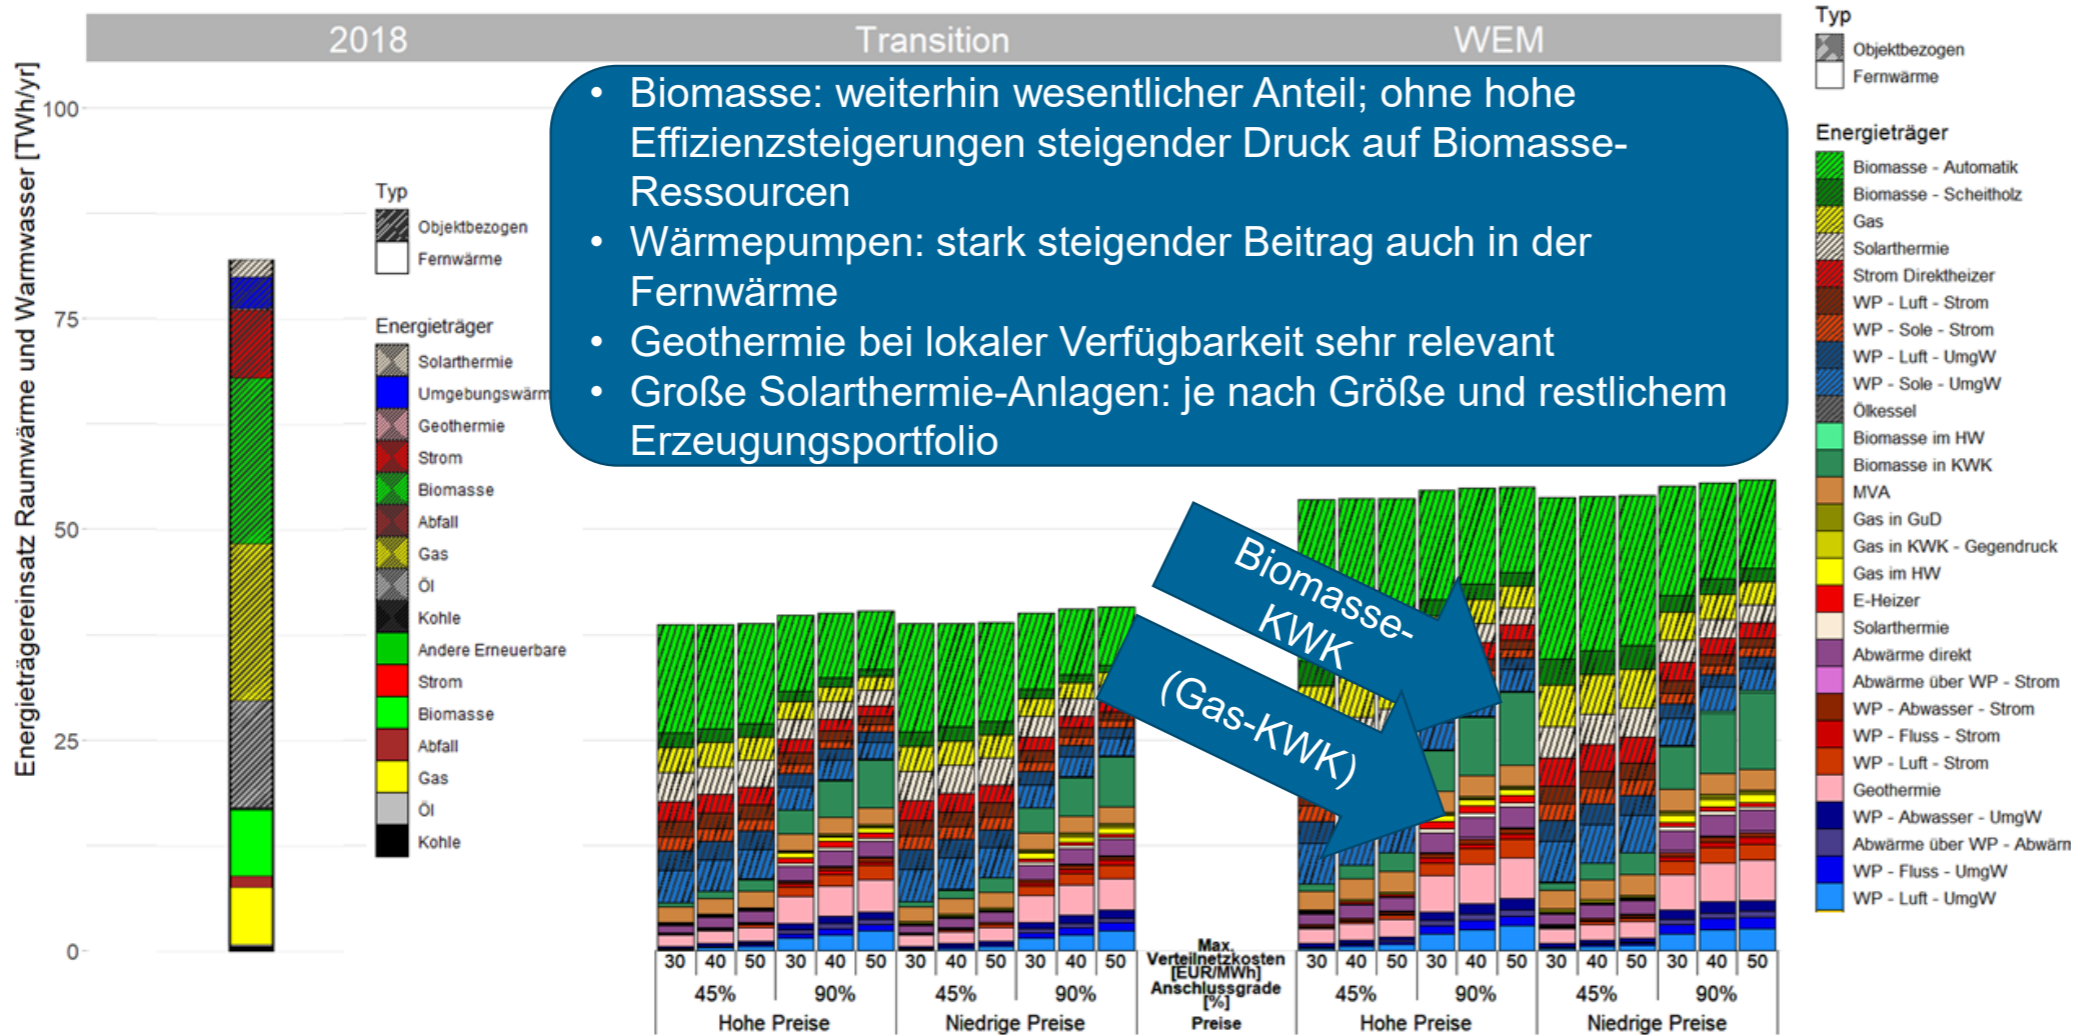 2018
Transition
WEM
Energieträgereinsatz Raumwärme und Warmwasser [TWh/yr]
100
75
50
25
0
Typ
Objektbezogen
Fernwärme
Energieträger
Solarthermie
Umgebungswärm
Geothermie
Strom
Biomasse
Abfall
Gas
Öl
Kohle
Andere Erneuerbare
Strom
Biomasse
Abfall
Gas
Öl
Kohle
• Biomasse: weiterhin wesentlicher Anteil; ohne hohe
Effizienzsteigerungen steigender Druck auf Biomasse-
Ressourcen
• Wärmepumpen: stark steigender Beitrag auch in der
Fernwärme
• Geothermie bei lokaler Verfügbarkeit sehr relevant
• Große Solarthermie-Anlagen: je nach Größe und restlichem
Erzeugungsportfolio
Biomasse-
KWK
(Gas-KWK)
30 40 50 30 40 50 30 40 50 30 40 50
45% 90% 45% 90%
Hohe Preise Niedrige Preise
Max.
Verteilnetzkosten
[EUR/MWh]
Anschlussgrade
[%]
Preise
30 40 50 30 40 50 30 40 50 30 40 50
45% 90% 45% 90%
Hohe Preise Niedrige Preise
Typ
Objektbezogen
Fernwärme
Energieträger
Biomasse - Automatik
Biomasse - Scheitholz
Gas
Solarthermie
Strom Direktheizer
WP - Luft - Strom
WP - Sole - Strom
WP - Luft - UmgW
WP - Sole - UmgW
Ölkessel
Biomasse im HW
Biomasse in KWK
MVA
Gas in GuD
Gas in KWK - Gegendruck
Gas im HW
E-Heizer
Solarthermie
Abwärme direkt
Abwärme über WP - Strom
WP - Abwasser - Strom
WP - Fluss - Strom
WP - Luft - Strom
Geothermie
WP - Abwasser - UmgW
Abwärme über WP - Abwärm
WP - Fluss - UmgW
WP - Luft - UmgW